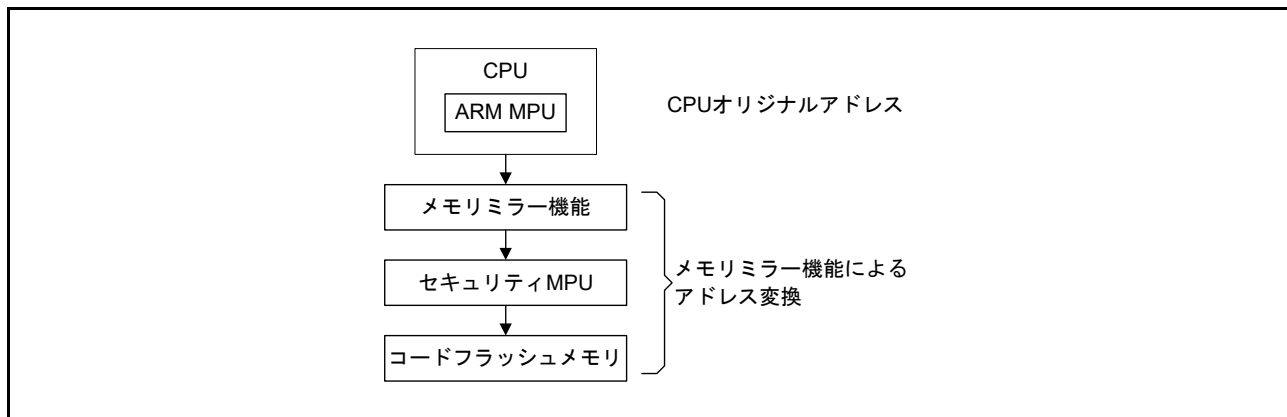 CPU
ARM MPU
CPUオリジナルアドレス
メモリミラー機能
セキュリティMPU
コードフラッシュメモリ
メモリミラー機能による
アドレス変換